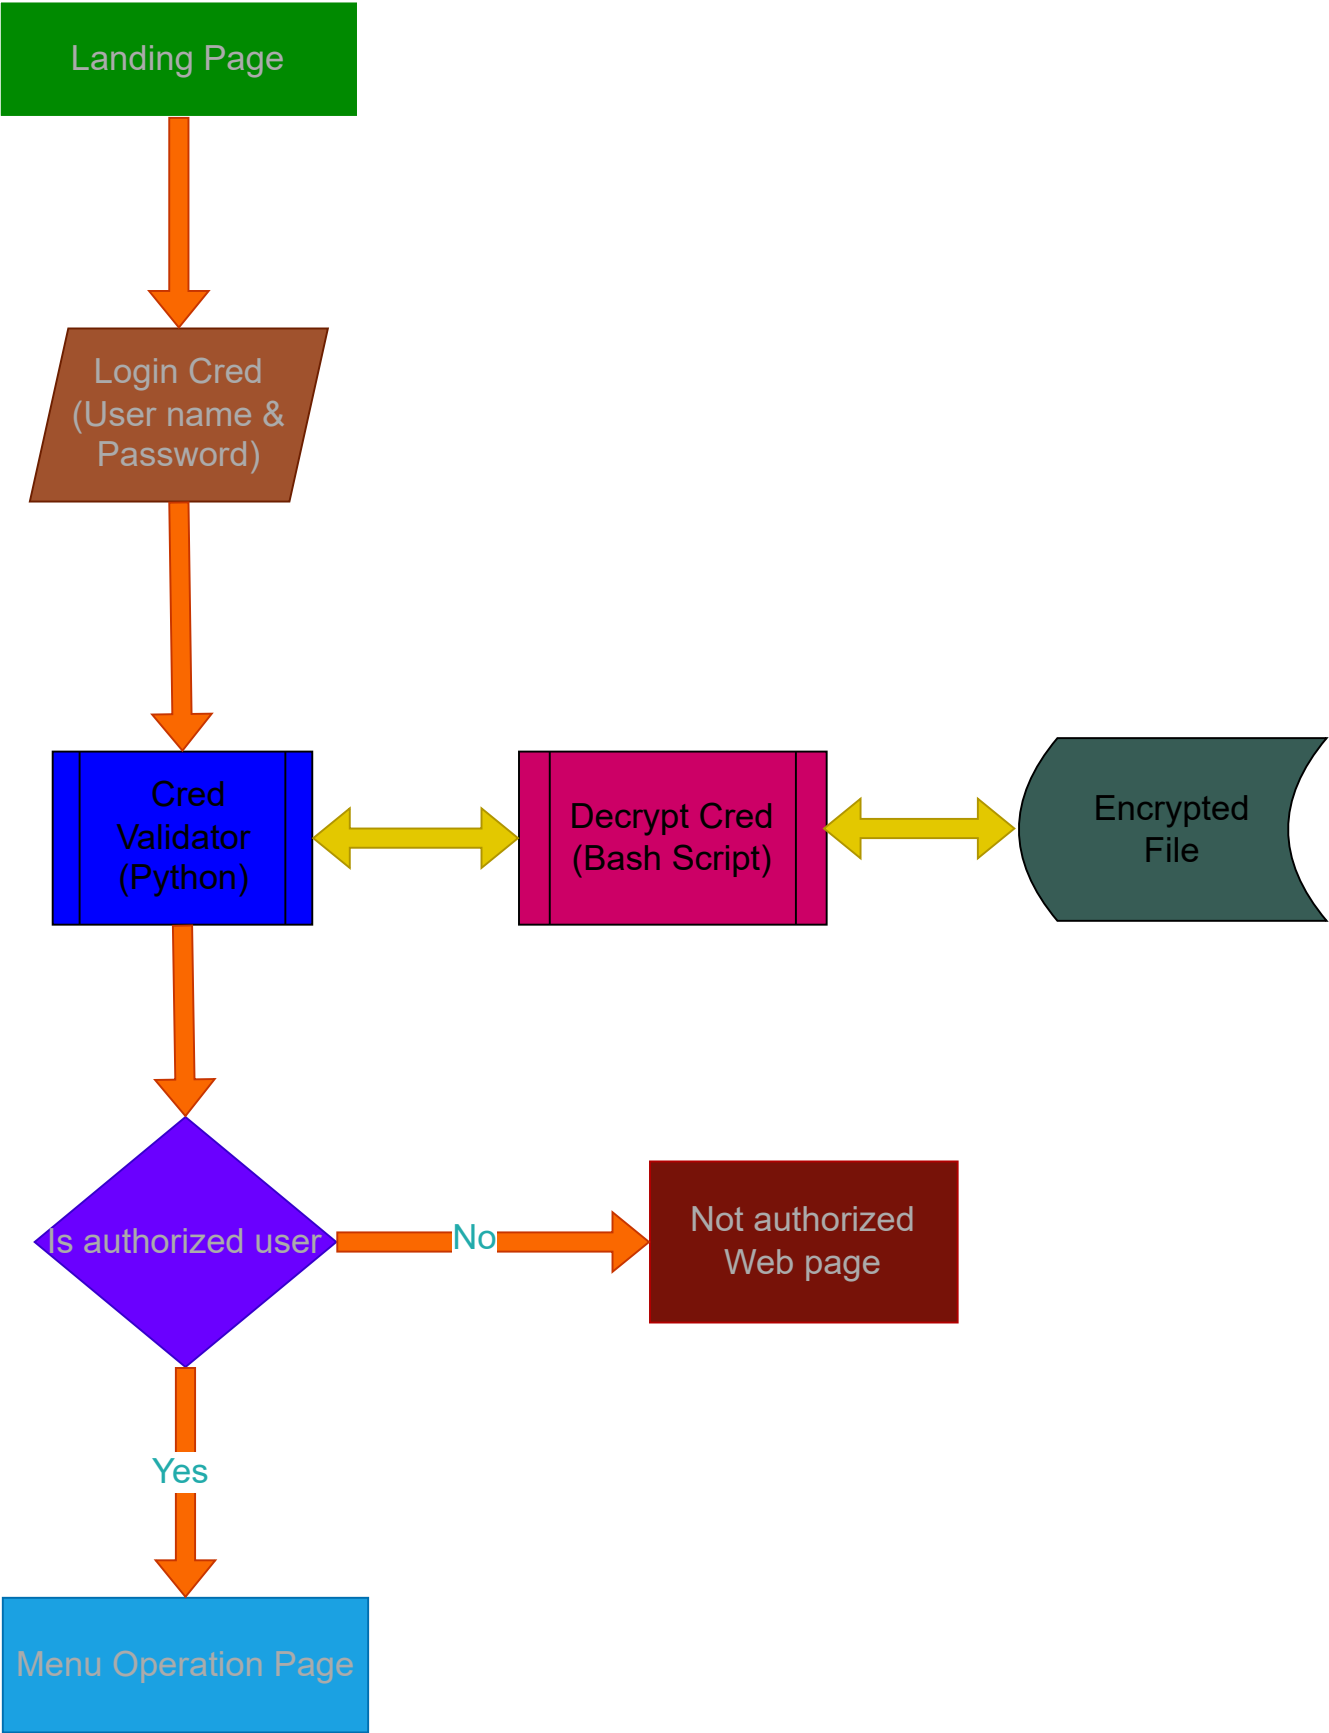 Landing Page
Login Cred
(User name &
Password)
Cred
Validator
(Python)
Decrypt Cred
(Bash Script)
Encrypted
File
Is authorized user
No
Not authorized
Web page
Yes
Menu Operation Page